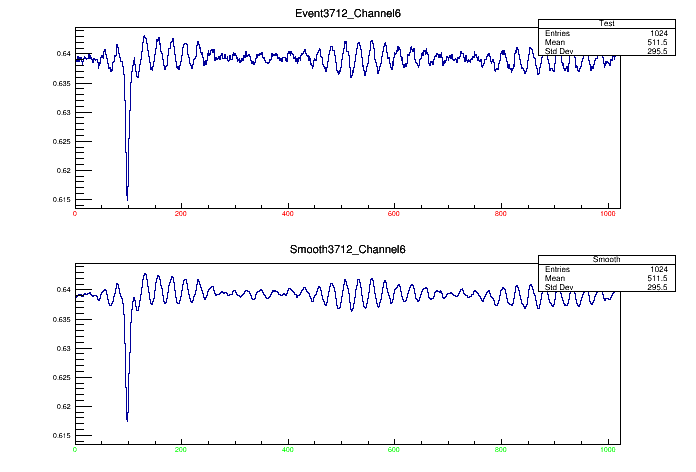 Event3712_Channel6
Test
Entries 1024
Mean 511.5
Std Dev 295.5
0.64
0.635
0.63
0.625
0.62
0.615
0 200 400 600 800 1000
Smooth3712_Channel6
Smooth
Entries 1024
Mean 511.5
Std Dev 295.5
0.64
0.635
0.63
0.625
0.62
0.615
0 200 400 600 800 1000